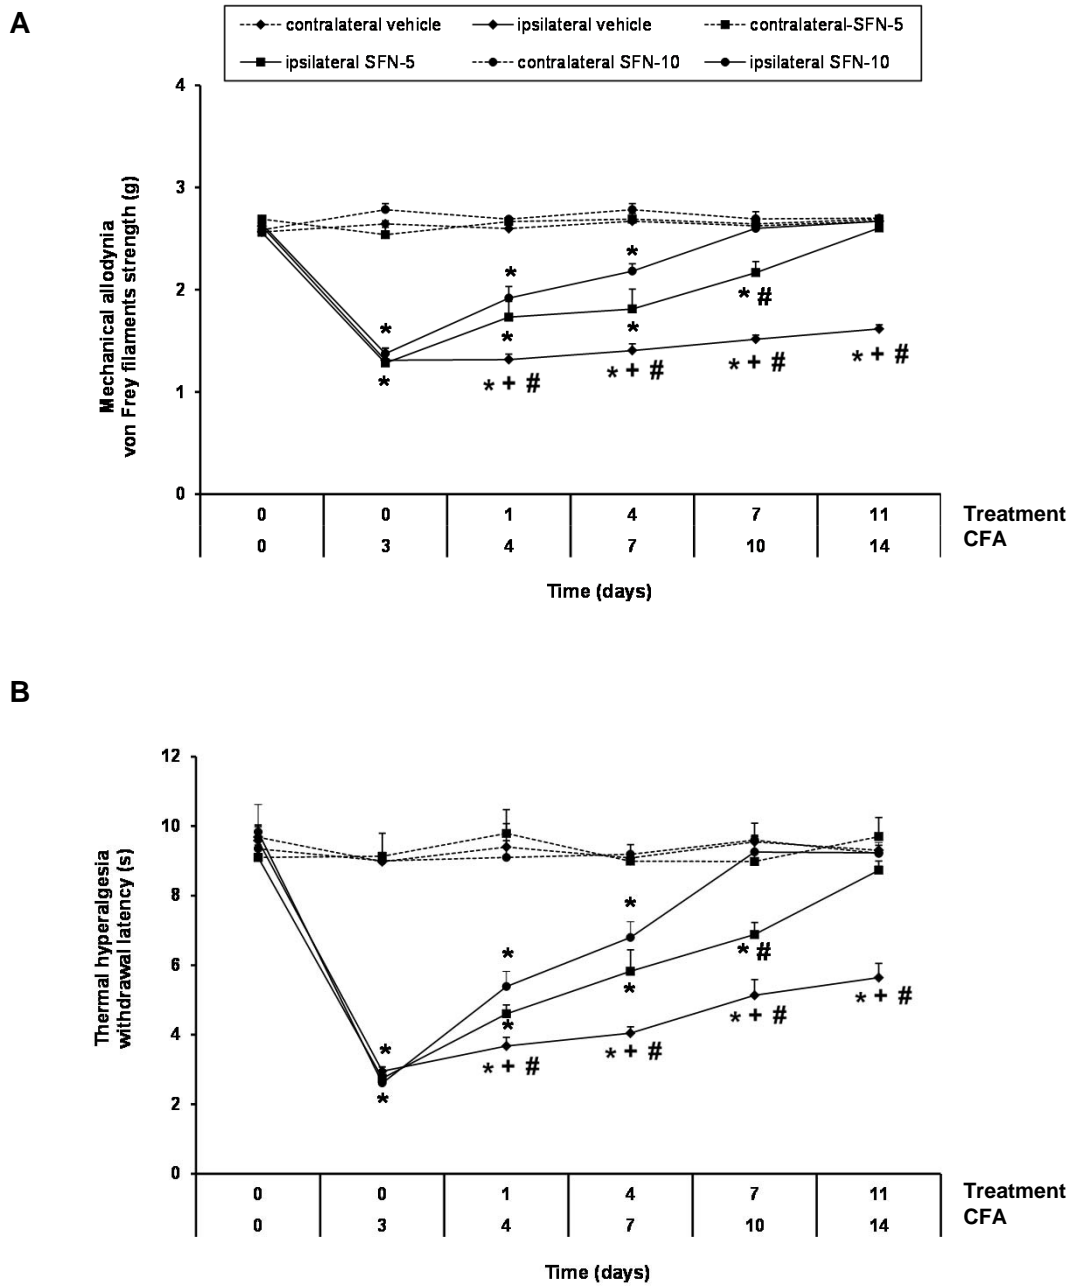 A
contralateral vehicle ipsilateral vehicle contralateral-SFN-5
ipsilateral SFN-5 contralateral SFN-10 ipsilateral SFN-10
Mechanical allodynia
von Frey filaments strength (g)
4
3
2
1
0
*
*
*
*
*
*
* #
* + #
* + #
* + #
* + #
0 0 1 4 7 11 Treatment
0 3 4 7 10 14 CFA
Time (days)
B
Thermal hyperalgesia
withdrawal latency (s)
12
10
8
6
4
2
0
*
*
*
*
*
*
* #
* + #
* + #
* + #
* + #
0 0 1 4 7 11 Treatment
0 3 4 7 10 14 CFA
Time (days)